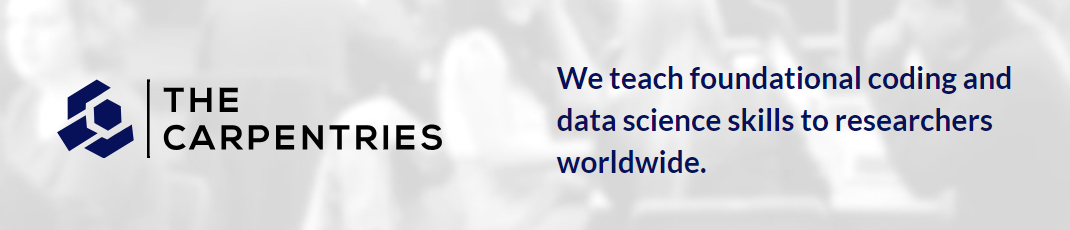 THE
CARPENTRIES
We teach foundational coding and
data science skills to researchers
worldwide.